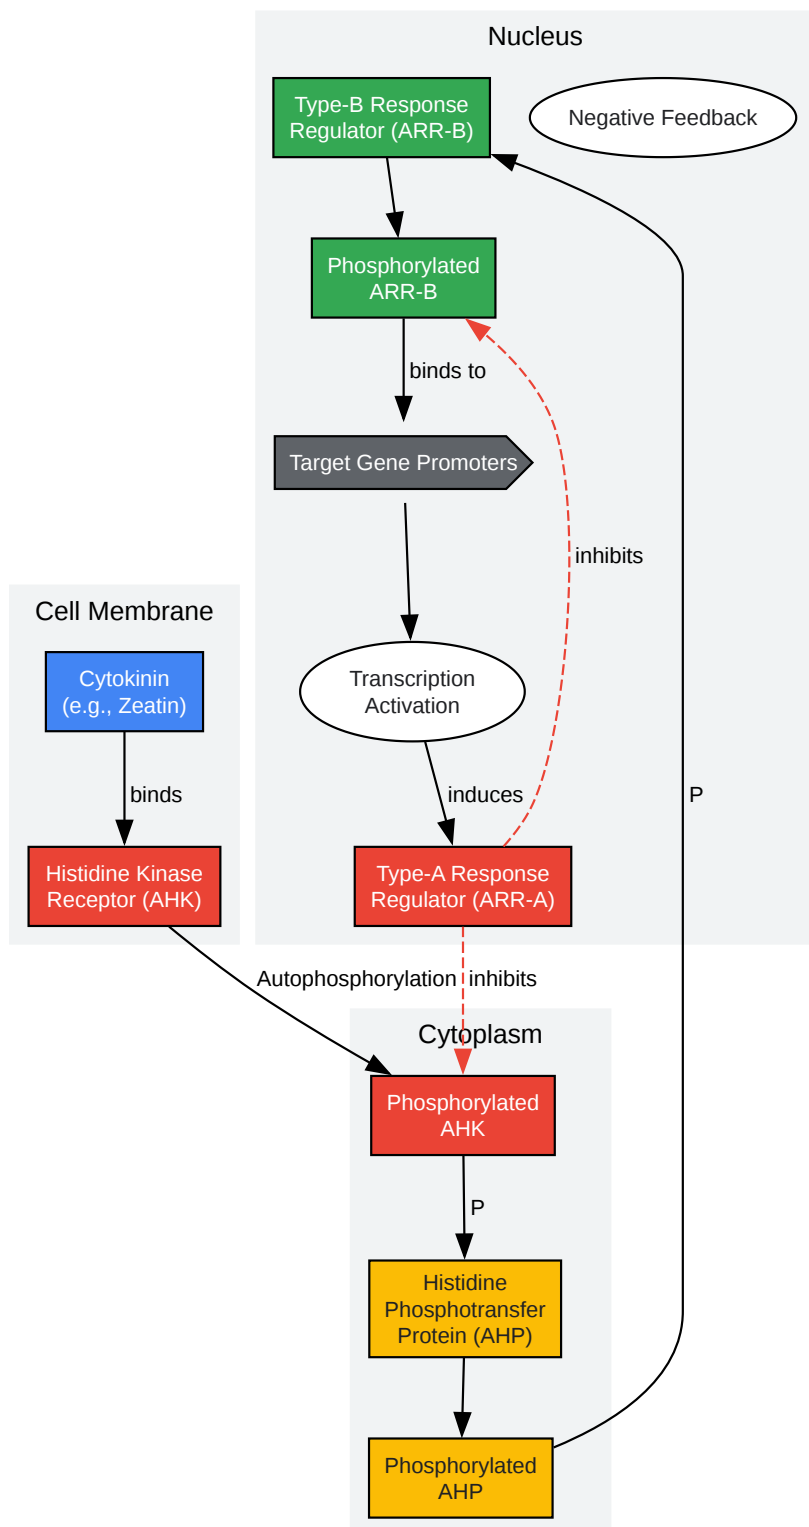 Nucleus
Type-B Response
Regulator (ARR-B)
Negative Feedback
Phosphorylated
ARR-B
binds to
Target Gene Promoters
inhibits
Cell Membrane
Cytokinin
(e.g., Zeatin)
Transcription
Activation
binds
induces
P
Histidine Kinase
Receptor (AHK)
Type-A Response
Regulator (ARR-A)
Autophosphorylation
inhibits
Cytoplasm
Phosphorylated
AHK
P
Histidine
Phosphotransfer
Protein (AHP)
Phosphorylated
AHP